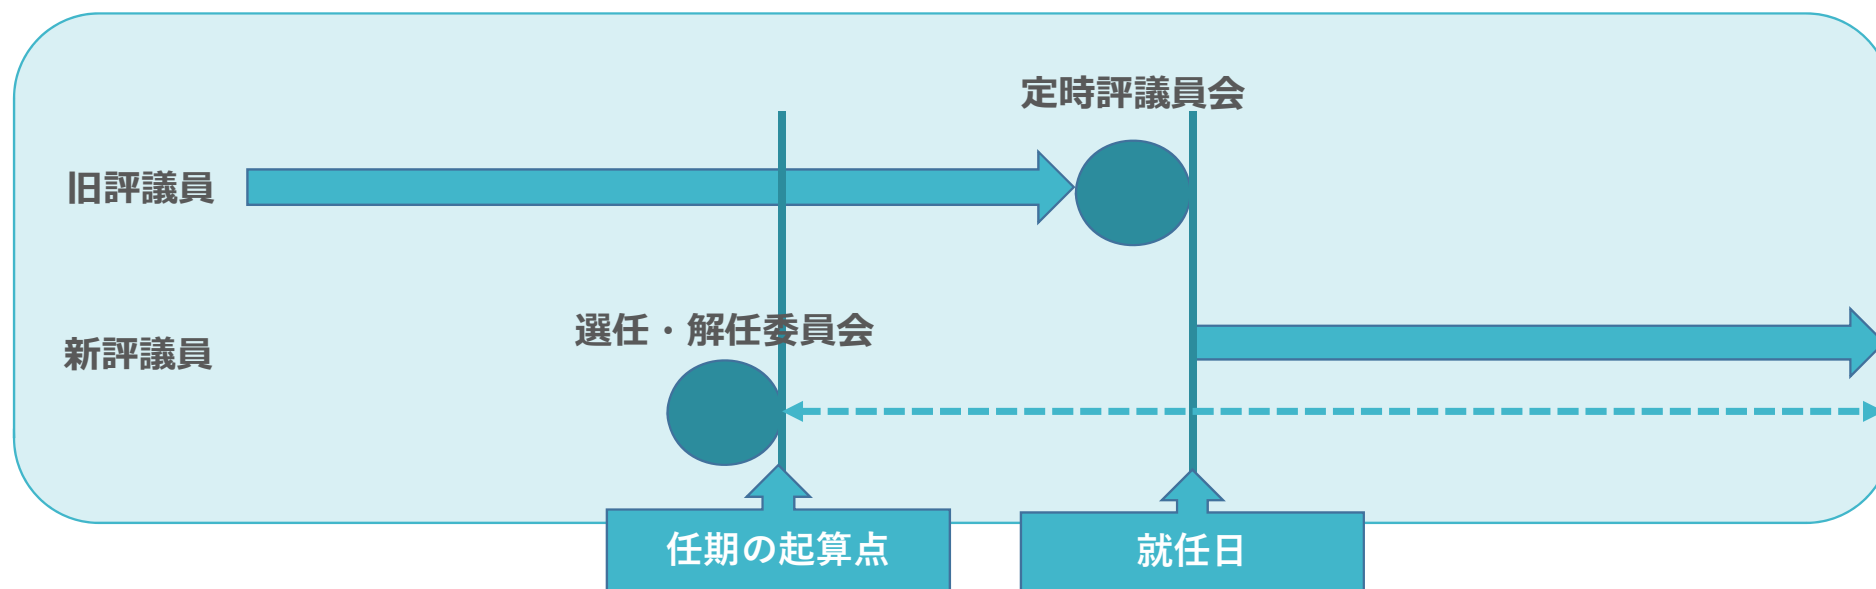 定時評議員会
旧評議員
選任・解任委員会
新評議員
任期の起算点
就任日